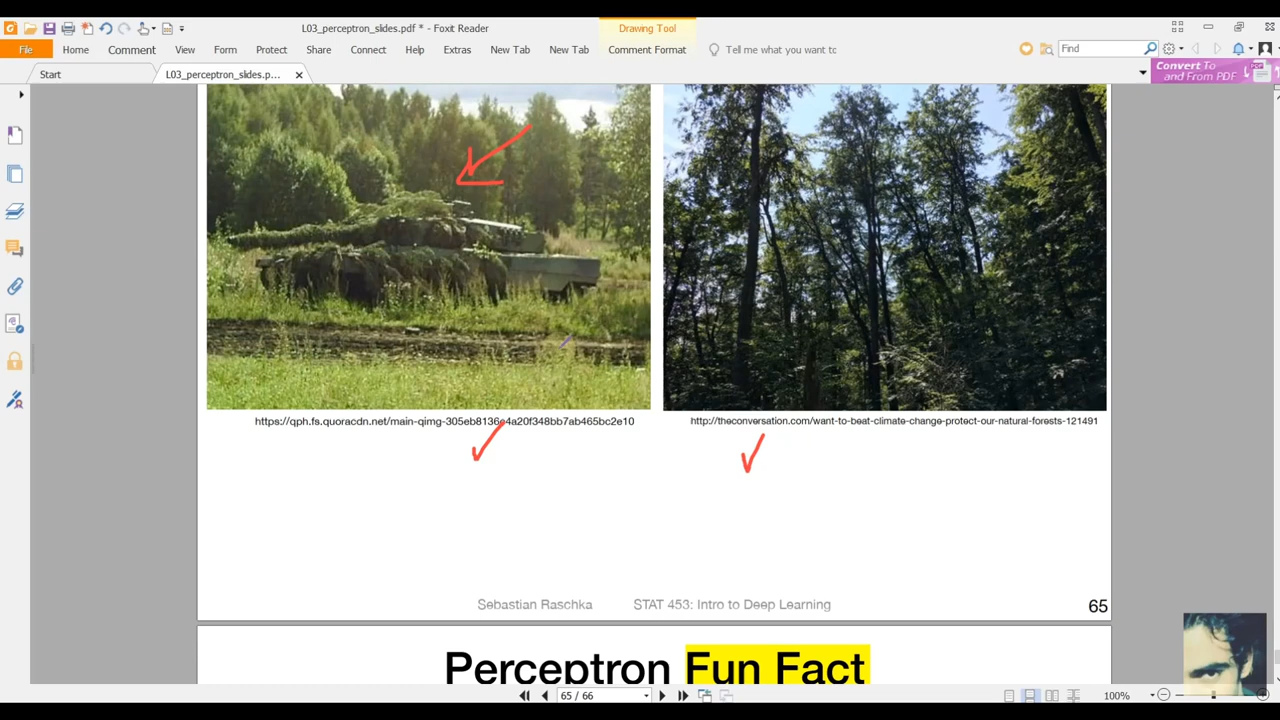 L03_perceptron_slides.pdf * - Foxit Reader
Drawing Tool
File
Home
Comment
View
Form
Protect
Share
Connect
Help
Extras
New Tab
New Tab
Comment Format
Tell me what you want to
Find
Start
L03_perceptron_slides.p...
Convert To
and From PDF
PDF
https://qph.fs.quoracdn.net/main-qimg-305eb8136e4a20f348bb7ab465bc2e10
http://theconversation.com/want-to-beat-climate-change-protect-our-natural-forests-121491
Sebastian Raschka
STAT 453: Intro to Deep Learning
65
Perceptron Fun Fact
65 / 66
100%